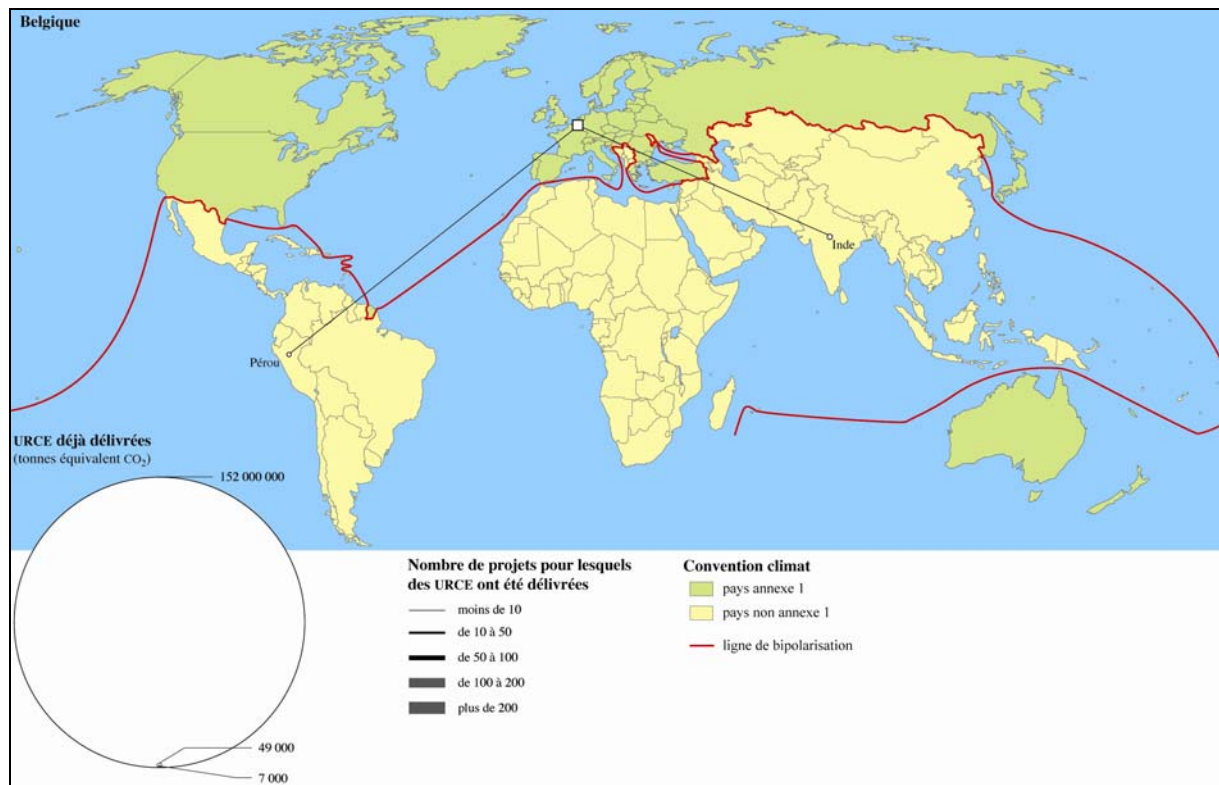 Belgique
Inde
Pérou
URCE déjà délivrées
(tonnes équivalent CO2)
152 000 000
49 000
7 000
Nombre de projets pour lesquels
des URCE ont été délivrées
moins de 10
de 10 à 50
de 50 à 100
de 100 à 200
plus de 200
Convention climat
pays annexe 1
pays non annexe 1
ligne de bipolarisation